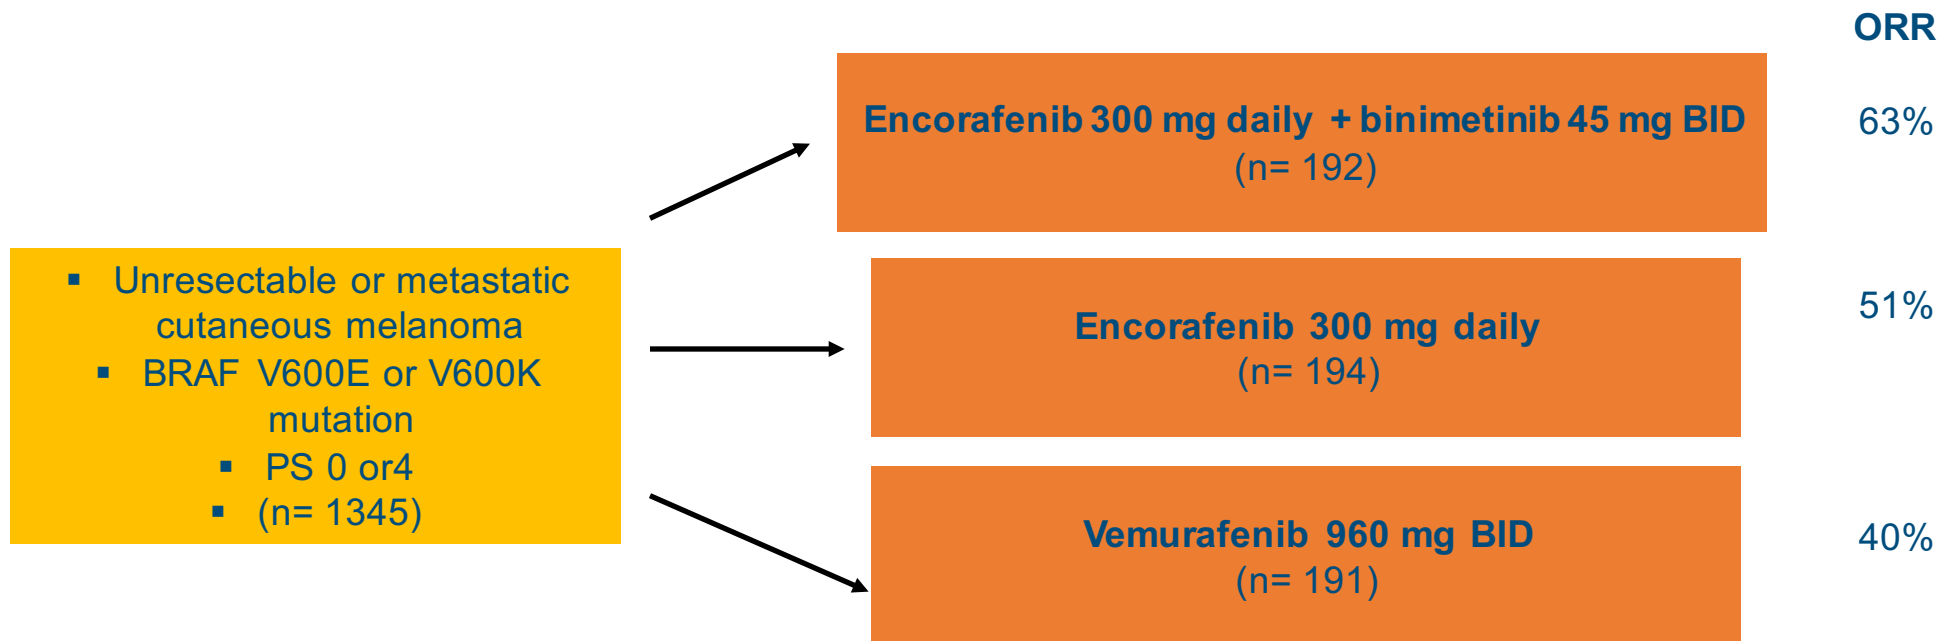 ORR
Encorafenib 300 mg daily + binimetinib 45 mg BID
(n= 192)
63%
▪ Unresectable or metastatic
cutaneous melanoma
▪ BRAF V600E or V600K
mutation
▪ PS 0 or4
▪ (n= 1345)
Encorafenib 300 mg daily
(n= 194)
51%
Vemurafenib 960 mg BID
(n= 191)
40%